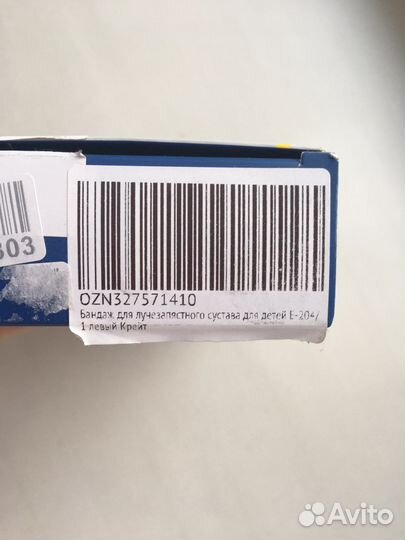 303
OZN327571410
Бандаж для лучезапястного сустава для детей Е-204/
1 левый Крейт
Avito